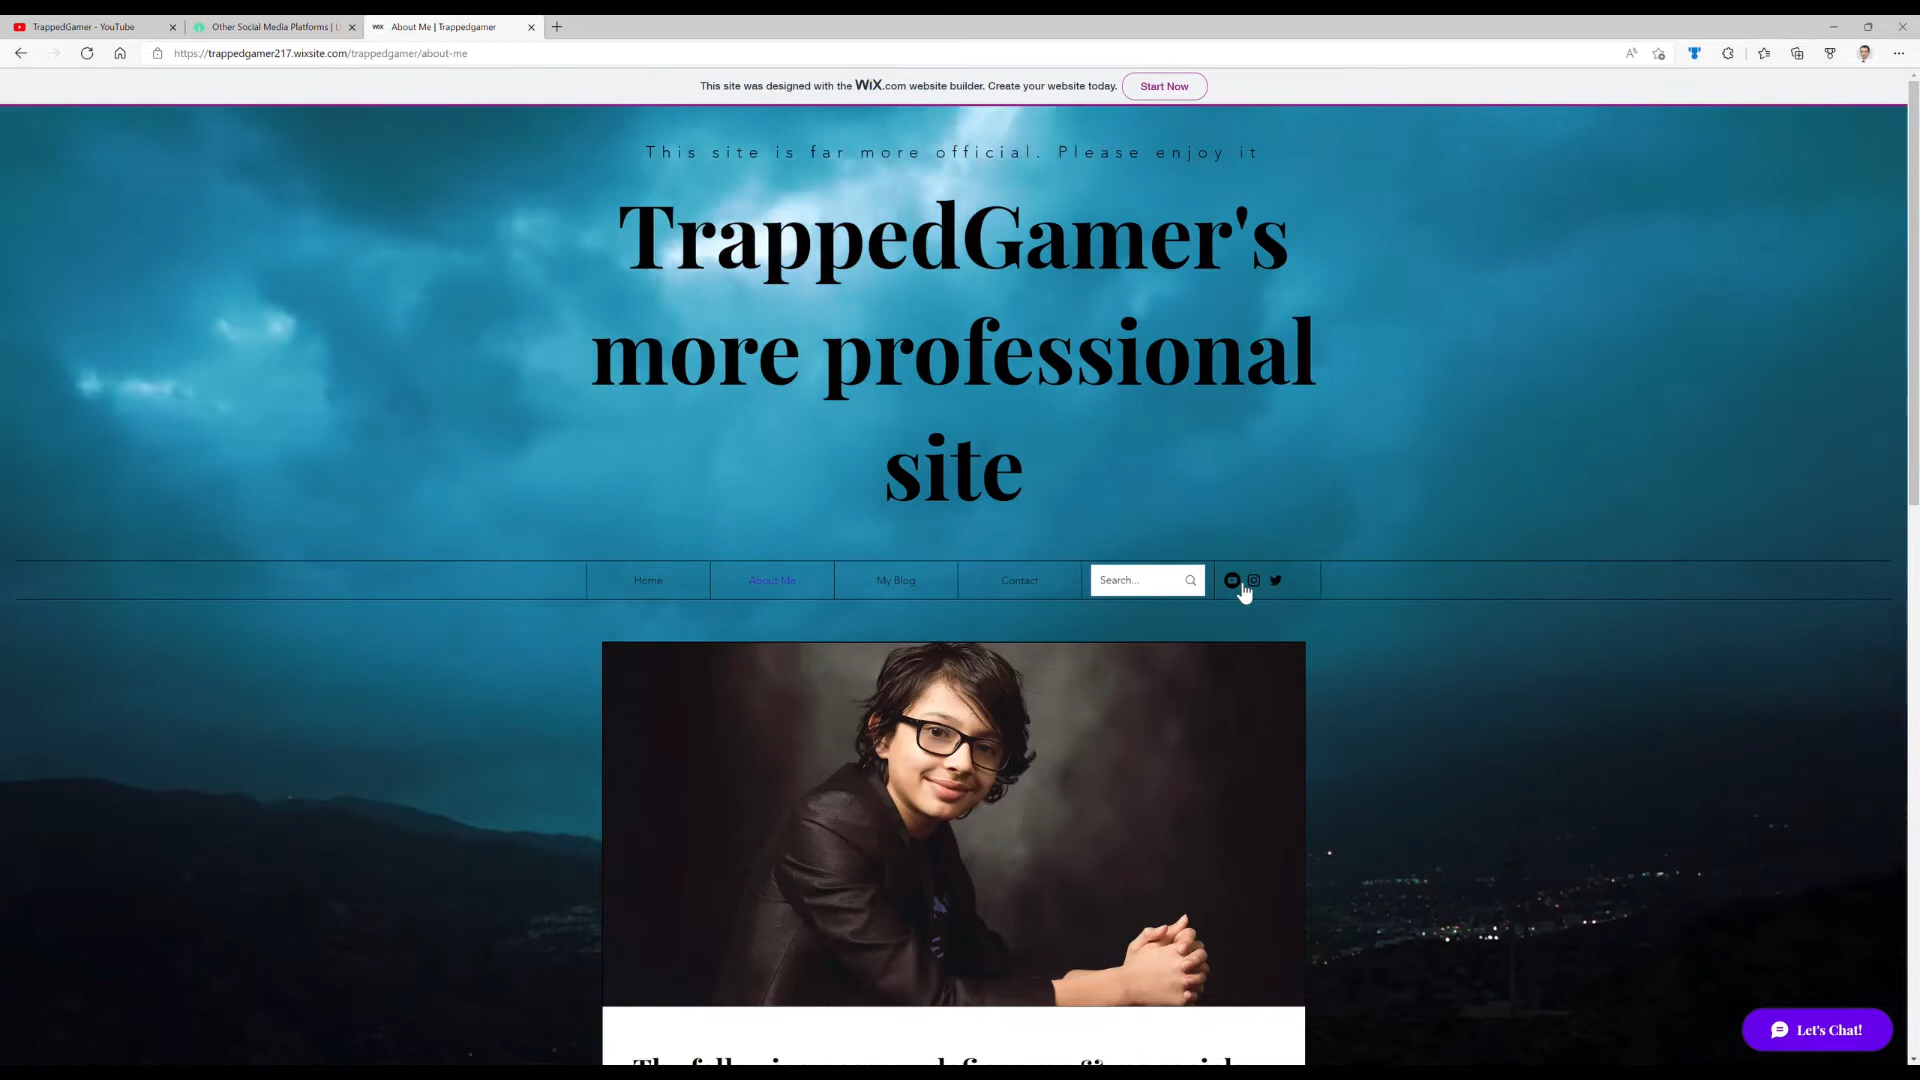 TrappedGamer - YouTube
Other Social Media Platforms | L
WiX About Me | Trappedgamer
https://trappedgamer217.wixsite.com/trappedgamer/about-me
This site was designed with the WiX.com website builder. Create your website today. Start Now
This site is far more official. Please enjoy it
TrappedGamer's
more professional
site
Home About Me My Blog Contact Search...
Let's Chat!